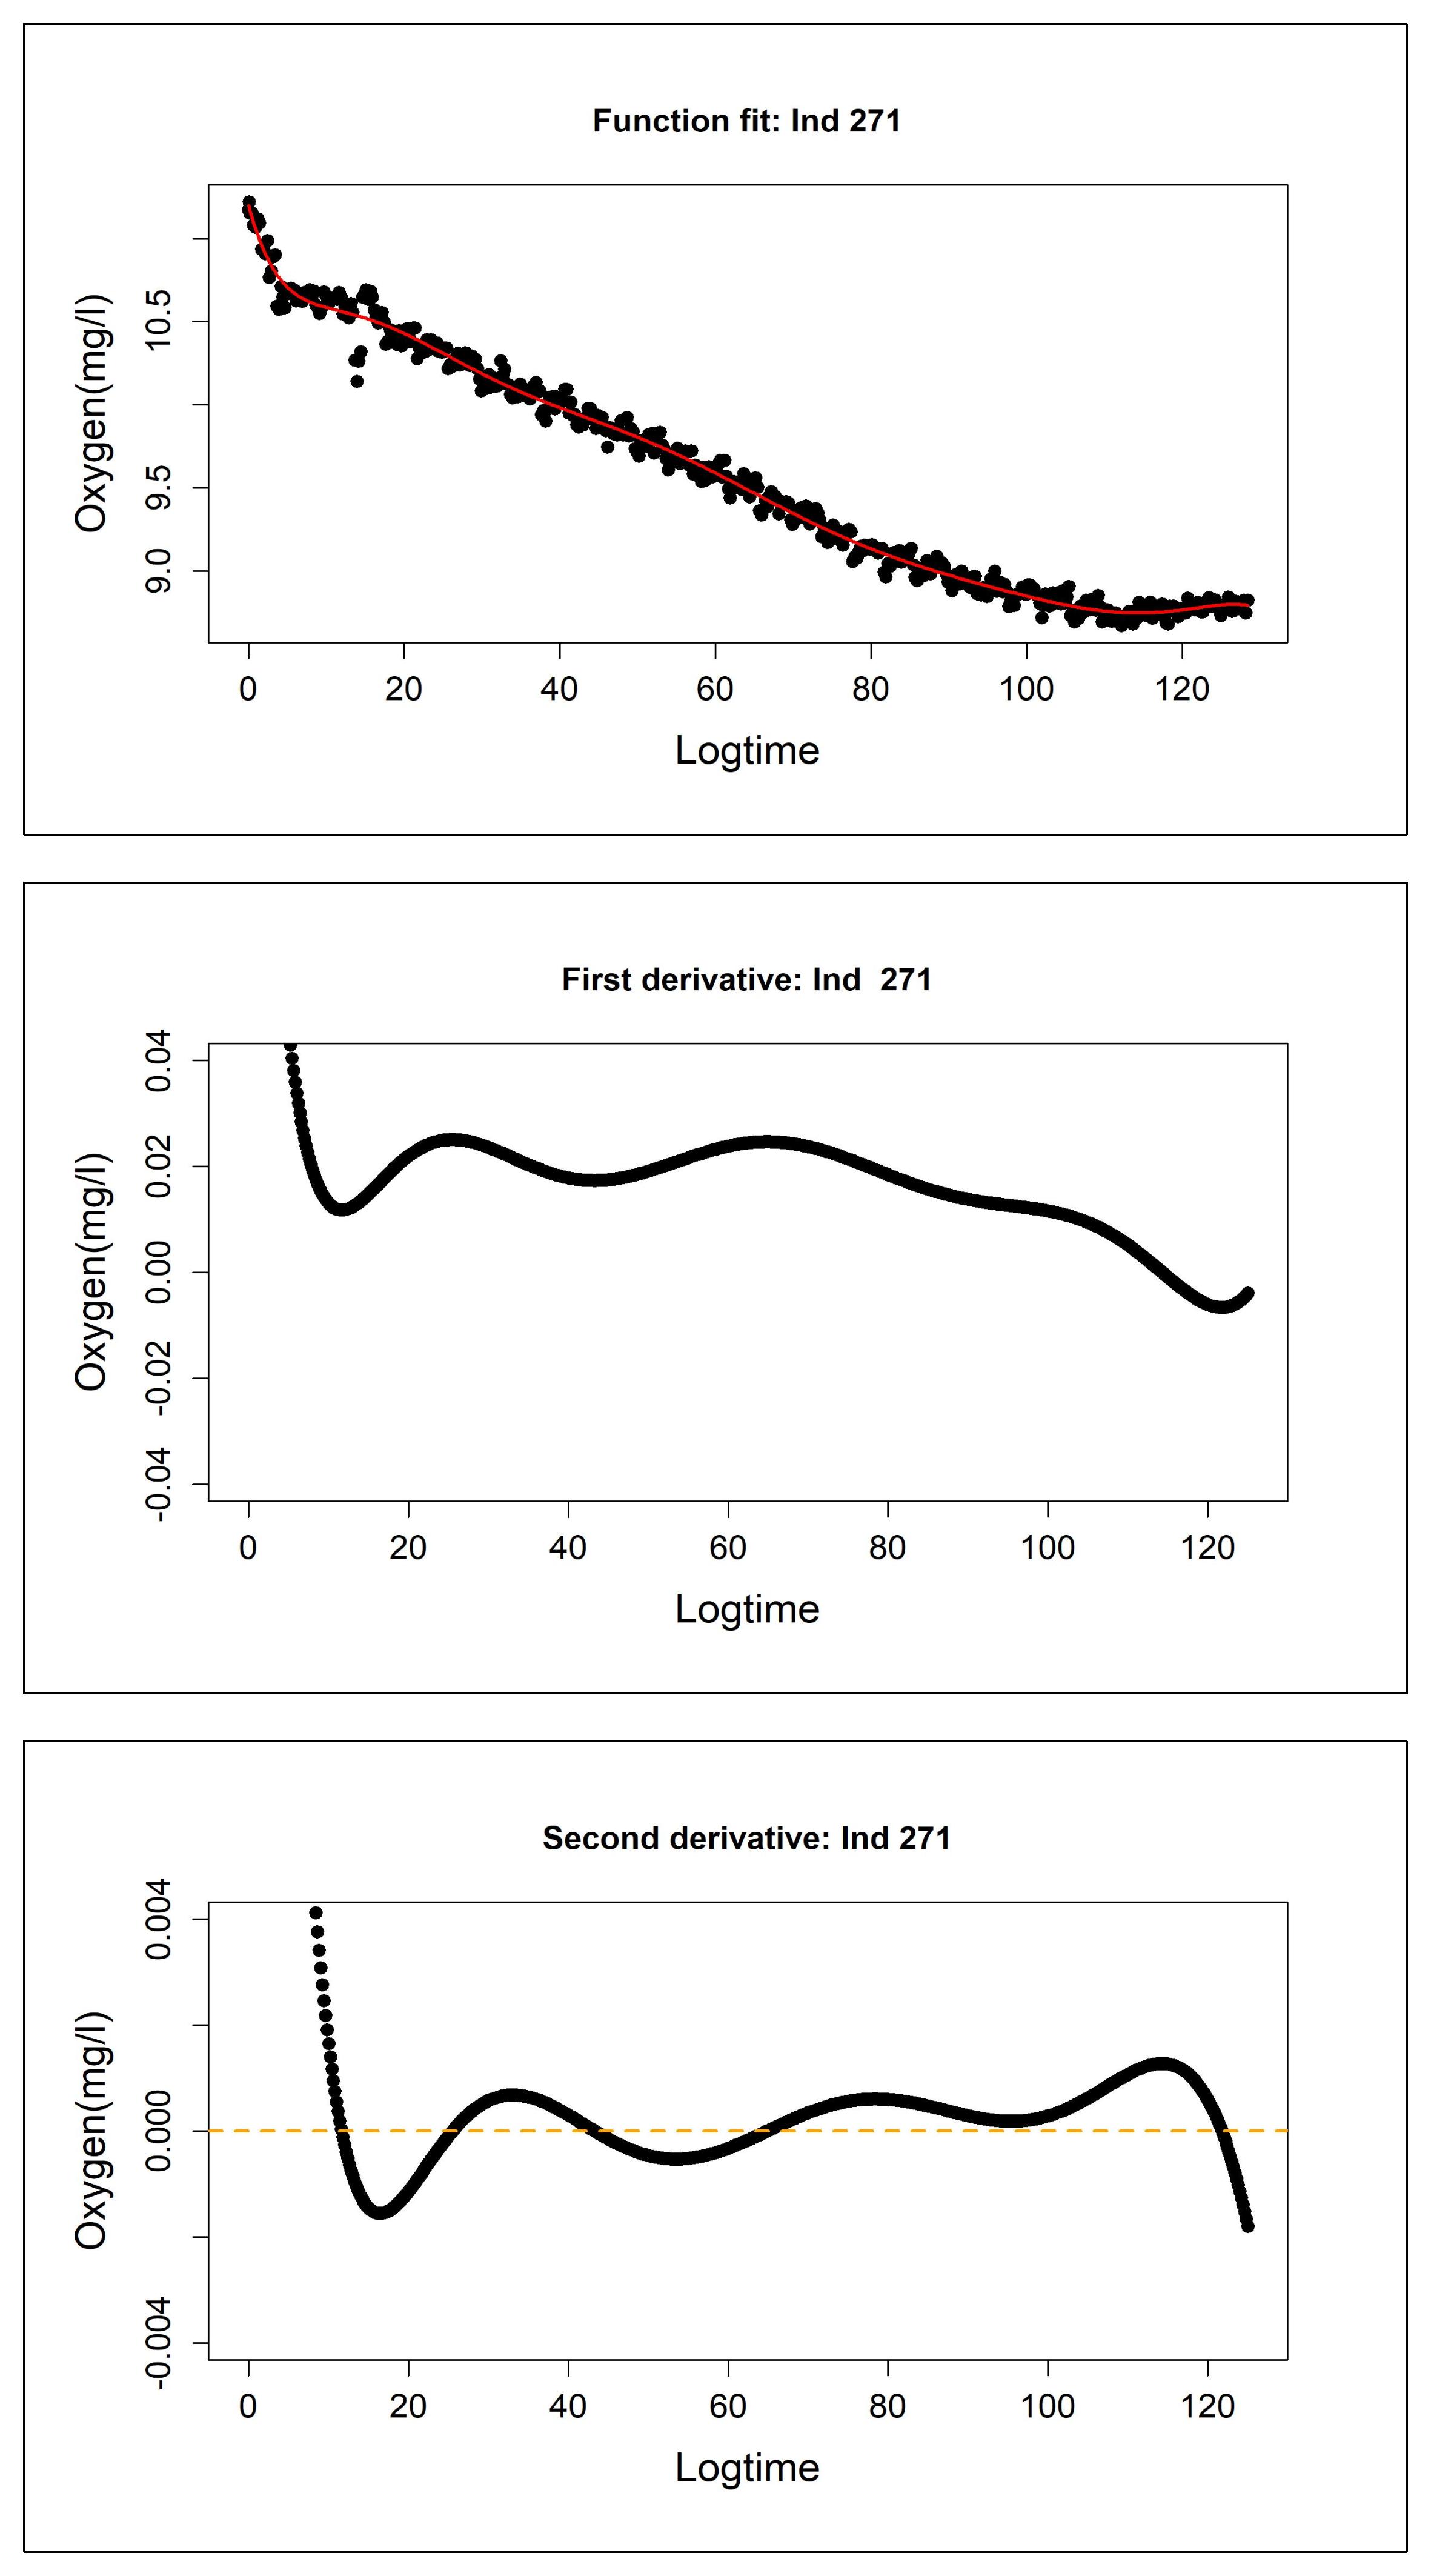 Function fit: Ind 271
Oxygen(mg/l)
10.5
9.5
9.0
0 20 40 60 80 100 120
Logtime
First derivative: Ind  271
Oxygen(mg/l)
0.04
0.02
0.00
-0.02
-0.04
0 20 40 60 80 100 120
Logtime
Second derivative: Ind 271
Oxygen(mg/l)
0.004
0.000
-0.004
0 20 40 60 80 100 120
Logtime